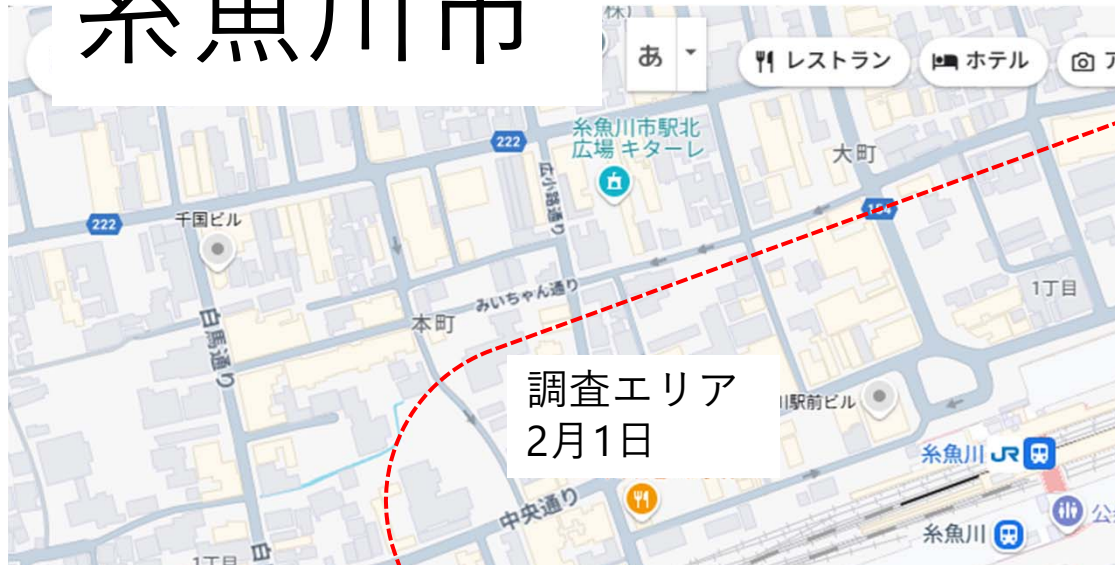 糸魚川市
あ
レストラン
ホテル
糸魚川市駅北
広場 キターレ
大町
222
広小路通り
154
222
千国ビル
1丁目
みいちゃん通り
本町
白馬通り
調査エリア
2月1日
川駅前ビル
糸魚川 JR
中央通り
糸魚川
1丁目
白